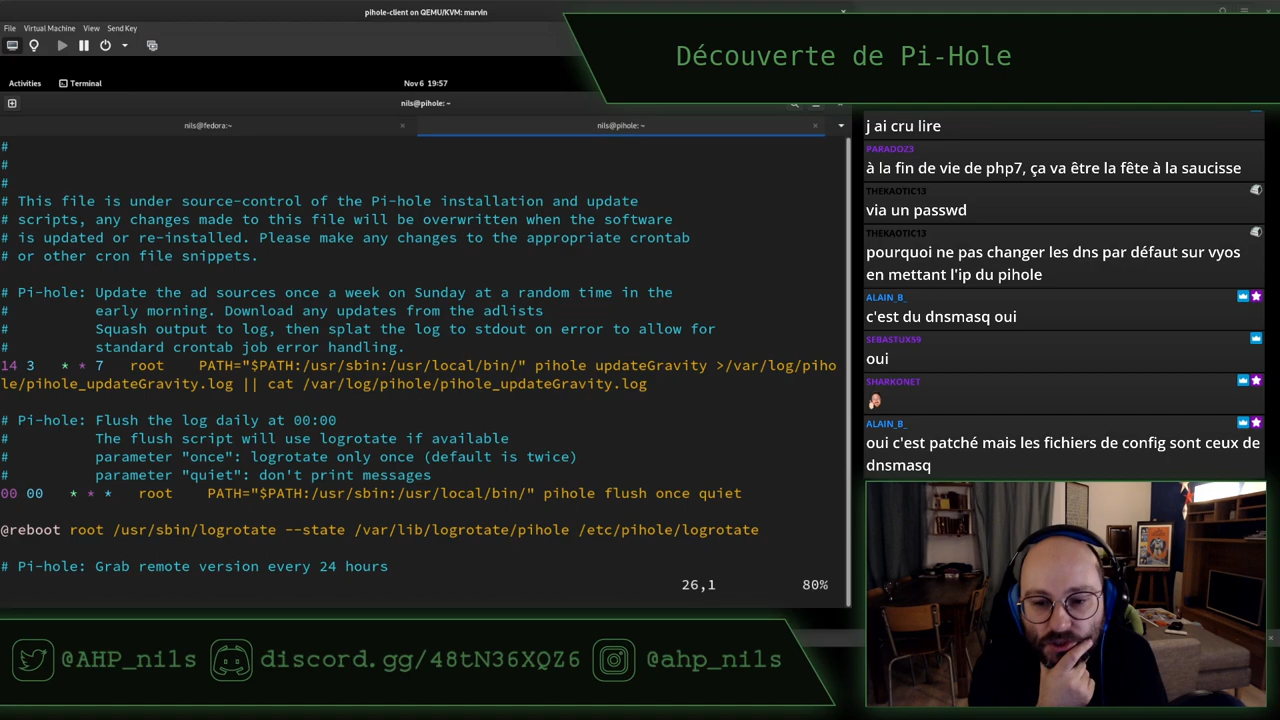 pihole-client on QEMU/KVM: marvin
File Virtual Machine View Send Key
Découverte de Pi-Hole
Activities Terminal Nov 6 19:57
nils@pihole: ~
nils@fedora:~ nils@pihole: ~
#
#
#
# This file is under source-control of the Pi-hole installation and update
# scripts, any changes made to this file will be overwritten when the software
# is updated or re-installed. Please make any changes to the appropriate crontab
# or other cron file snippets.
# Pi-hole: Update the ad sources once a week on Sunday at a random time in the
# early morning. Download any updates from the adlists
# Squash output to log, then splat the log to stdout on error to allow for
# standard crontab job error handling.
14 3 * * 7 root PATH="$PATH:/usr/sbin:/usr/local/bin/" pihole updateGravity >/var/log/piho
le/pihole_updateGravity.log || cat /var/log/pihole/pihole_updateGravity.log
# Pi-hole: Flush the log daily at 00:00
# The flush script will use logrotate if available
# parameter "once": logrotate only once (default is twice)
# parameter "quiet": don't print messages
00 00 * * * root PATH="$PATH:/usr/sbin:/usr/local/bin/" pihole flush once quiet
@reboot root /usr/sbin/logrotate --state /var/lib/logrotate/pihole /etc/pihole/logrotate
# Pi-hole: Grab remote version every 24 hours
26,1 80%
j ai cru lire
PARADOZ3
à la fin de vie de php7, ça va être la fête à la saucisse
THEKAOTIC13
via un passwd
THEKAOTIC13
pourquoi ne pas changer les dns par défaut sur vyos
en mettant l'ip du pihole
ALAIN_B_
c'est du dnsmasq oui
SEBASTUX59
oui
SHARKONET
ALAIN_B_
oui c'est patché mais les fichiers de config sont ceux de
dnsmasq
@AHP_nils discord.gg/48tN36XQZ6 @ahp_nils